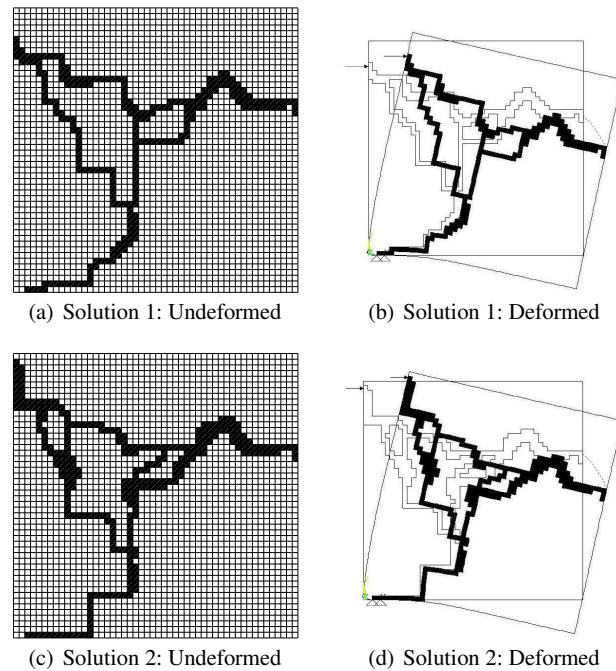 (a) Solution 1: Undeformed
(b) Solution 1: Deformed
(c) Solution 2: Undeformed
(d) Solution 2: Deformed